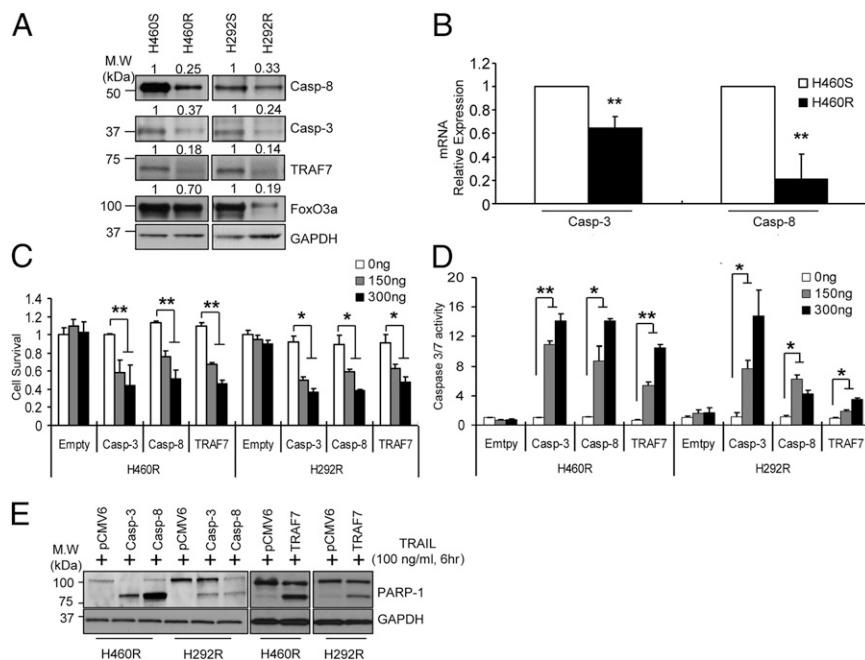 A
H460S
H460R
H292S
H292R
M.W
(kDa)
1 0.25 1 0.33
50
Casp-8
1 0.37 1 0.24
37
Casp-3
1 0.18 1 0.14
75
TRAF7
1 0.70 1 0.19
100
FoxO3a
37
GAPDH
B
mRNA
Relative Expression
1.2
1
0.8
0.6
0.4
0.2
0
**
**
H460S
H460R
Casp-3
Casp-8
C
0ng
150ng
300ng
Cell Survival
1.4
1.2
1
0.8
0.6
0.4
0.2
0
** ** ** * * *
Empty Casp-3 Casp-8 TRAF7 Empty Casp-3 Casp-8 TRAF7
H460R H292R
D
0ng
150ng
300ng
Caspase 3/7 activity
20
16
12
8
4
0
** * ** * * *
Emtpy Casp-3 Casp-8 TRAF7 Empty Casp-3 Casp-8 TRAF7
H460R H292R
E
pCMV6
Casp-3
Casp-8
pCMV6
Casp-3
Casp-8
pCMV6
TRAF7
pCMV6
TRAF7
M.W
(kDa)
+ + + + + + + + + +
TRAIL
(100 ng/ml, 6hr)
100
75
PARP-1
37
GAPDH
H460R H292R H460R H292R